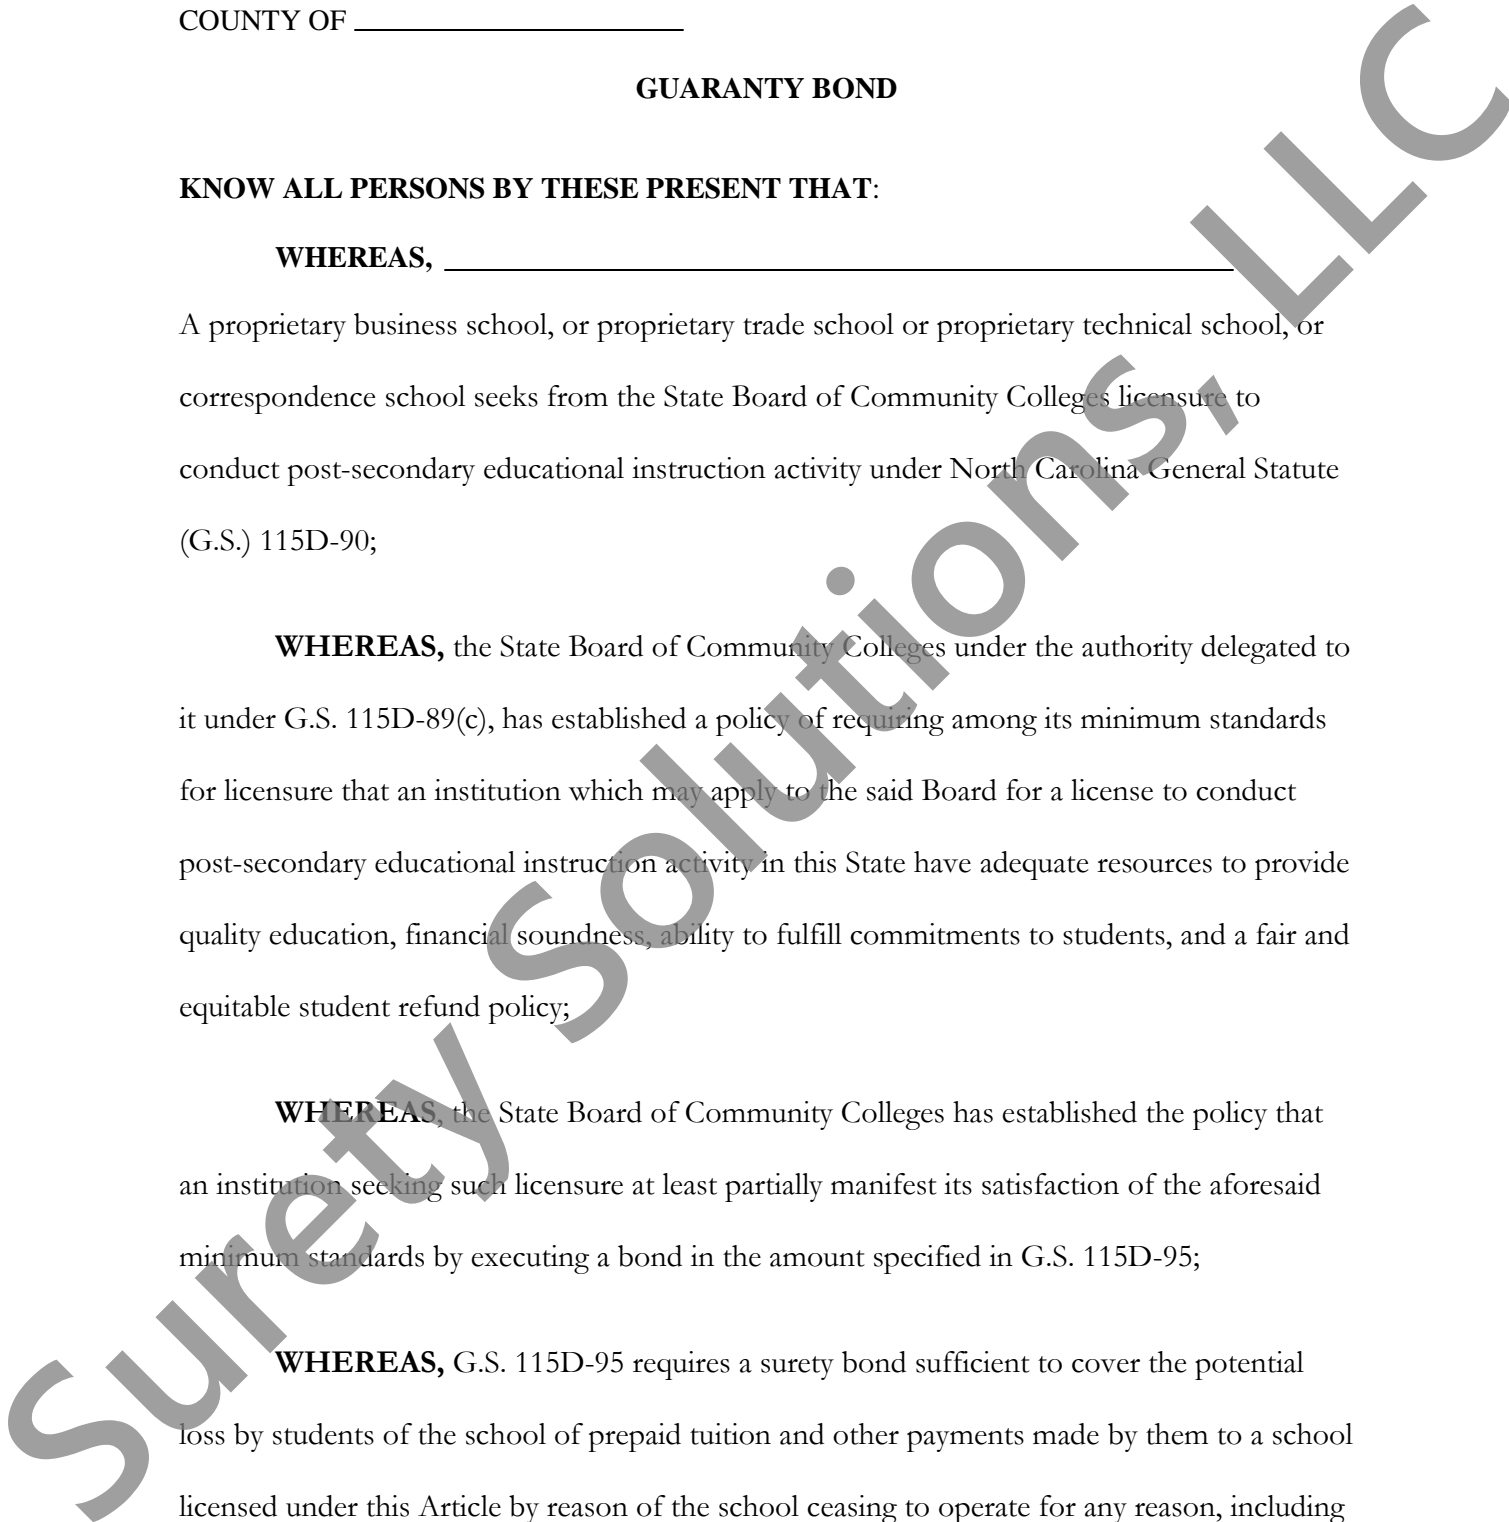 COUNTY OF
GUARANTY BOND
KNOW ALL PERSONS BY THESE PRESENT THAT:
WHEREAS,
A proprietary business school, or proprietary trade school or proprietary technical school, or
correspondence school seeks from the State Board of Community Colleges licensure to
conduct post-secondary educational instruction activity under North Carolina General Statute
(G.S.) 115D-90;
WHEREAS, the State Board of Community Colleges under the authority delegated to
it under G.S. 115D-89(c), has established a policy of requiring among its minimum standards
for licensure that an institution which may apply to the said Board for a license to conduct
post-secondary educational instruction activity in this State have adequate resources to provide
quality education, financial soundness, ability to fulfill commitments to students, and a fair and
equitable student refund policy;
WHEREAS, the State Board of Community Colleges has established the policy that
an institution seeking such licensure at least partially manifest its satisfaction of the aforesaid
minimum standards by executing a bond in the amount specified in G.S. 115D-95;
WHEREAS, G.S. 115D-95 requires a surety bond sufficient to cover the potential
loss by students of the school of prepaid tuition and other payments made by them to a school
licensed under this Article by reason of the school ceasing to operate for any reason, including
Surety Solutions, LLC